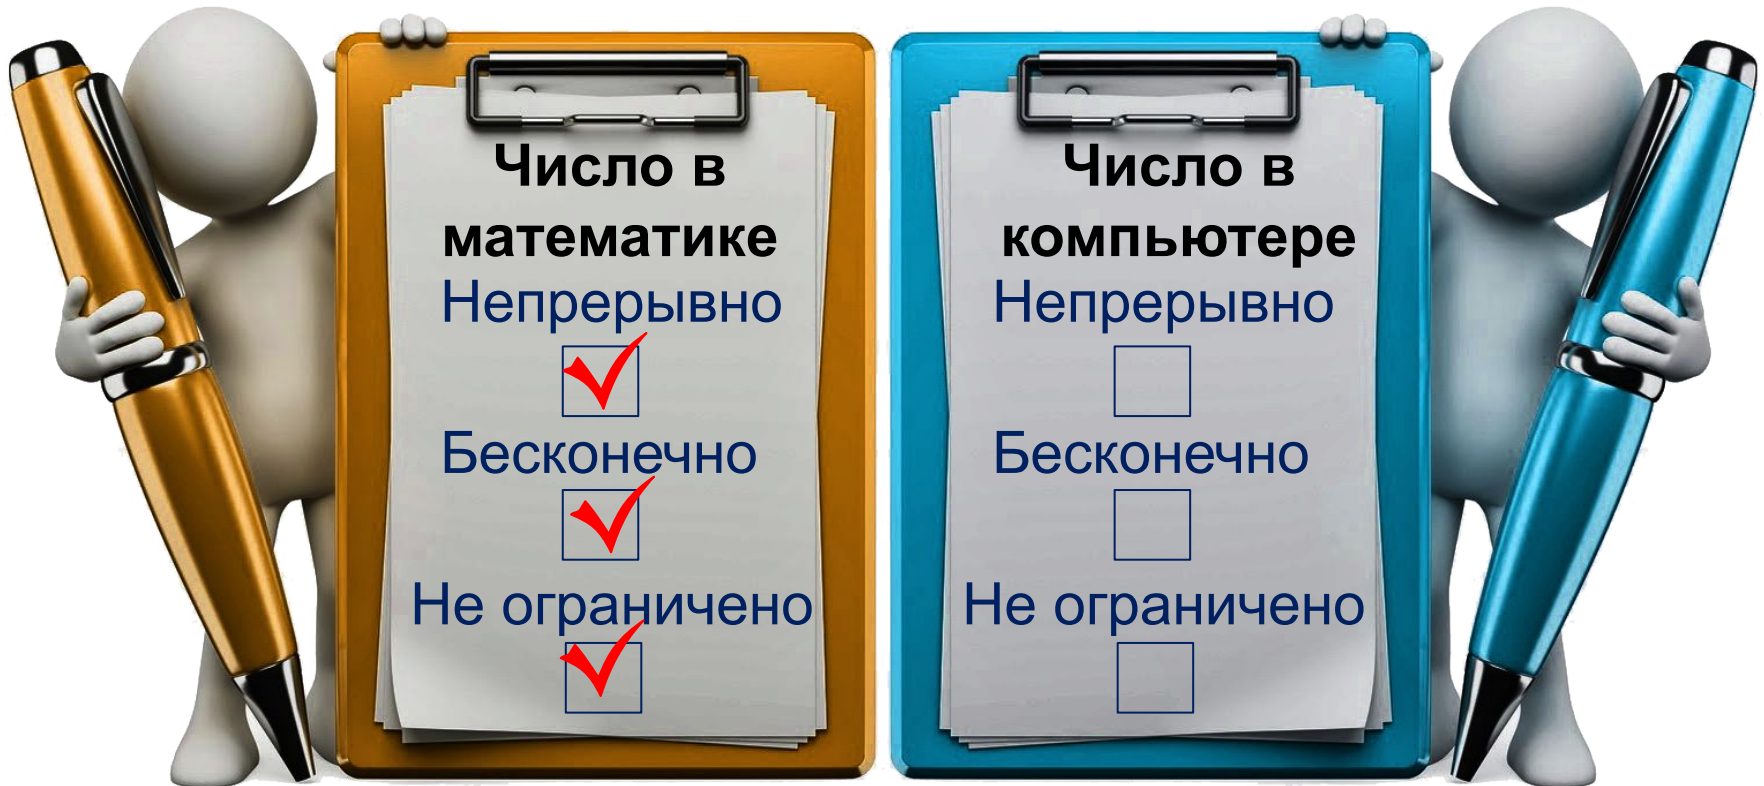 Число в
математике
Непрерывно
Бесконечно
Не ограничено
Число в
компьютере
Непрерывно
Бесконечно
Не ограничено